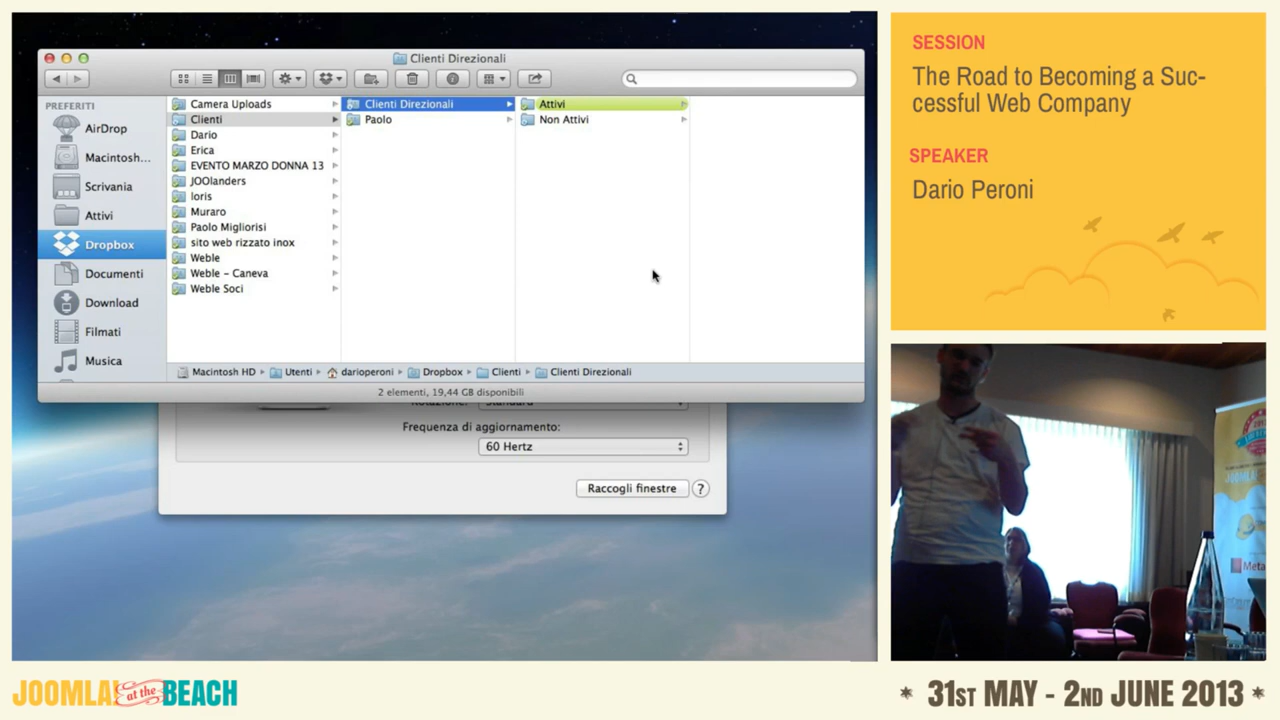 Clienti Direzionali
PREFERITI
AirDrop
Macintosh...
Scrivania
Attivi
Dropbox
Documenti
Download
Filmati
Musica
Camera Uploads
Clienti
Dario
Erica
EVENTO MARZO DONNA 13
JOOlanders
loris
Muraro
Paolo Migliorisi
sito web rizzato inox
Weble
Weble – Caneva
Weble Soci
Clienti Direzionali
Paolo
Attivi
Non Attivi
Macintosh HD ▸ Utenti ▸ darioperoni ▸ Dropbox ▸ Clienti ▸ Clienti Direzionali
2 elementi, 19,44 GB disponibili
Frequenza di aggiornamento:
60 Hertz
Raccogli finestre ?
SESSION
The Road to Becoming a Suc-
cessful Web Company
SPEAKER
Dario Peroni
Meta
JOOMLA! at the BEACH
* 31ST MAY - 2ND JUNE 2013 *